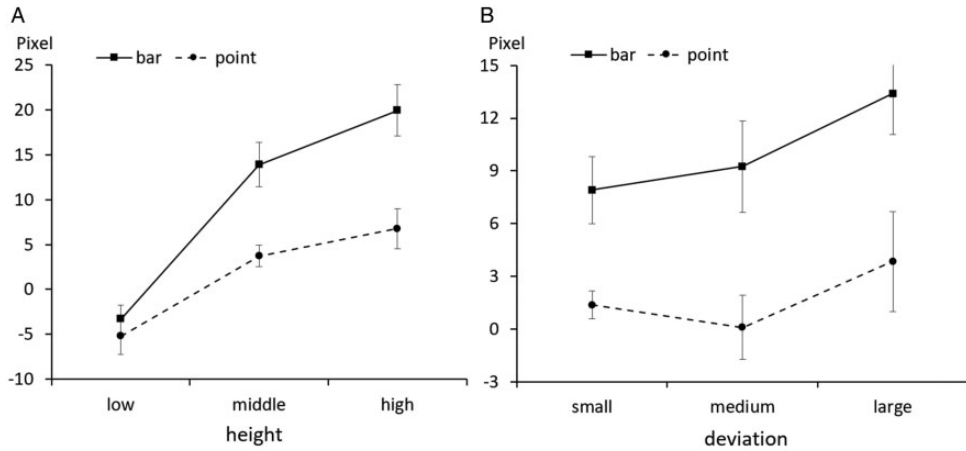 A
Pixel
bar point
25
20
15
10
5
0
-5
-10
low middle high
height
B
Pixel
bar point
15
12
9
6
3
0
-3
small medium large
deviation